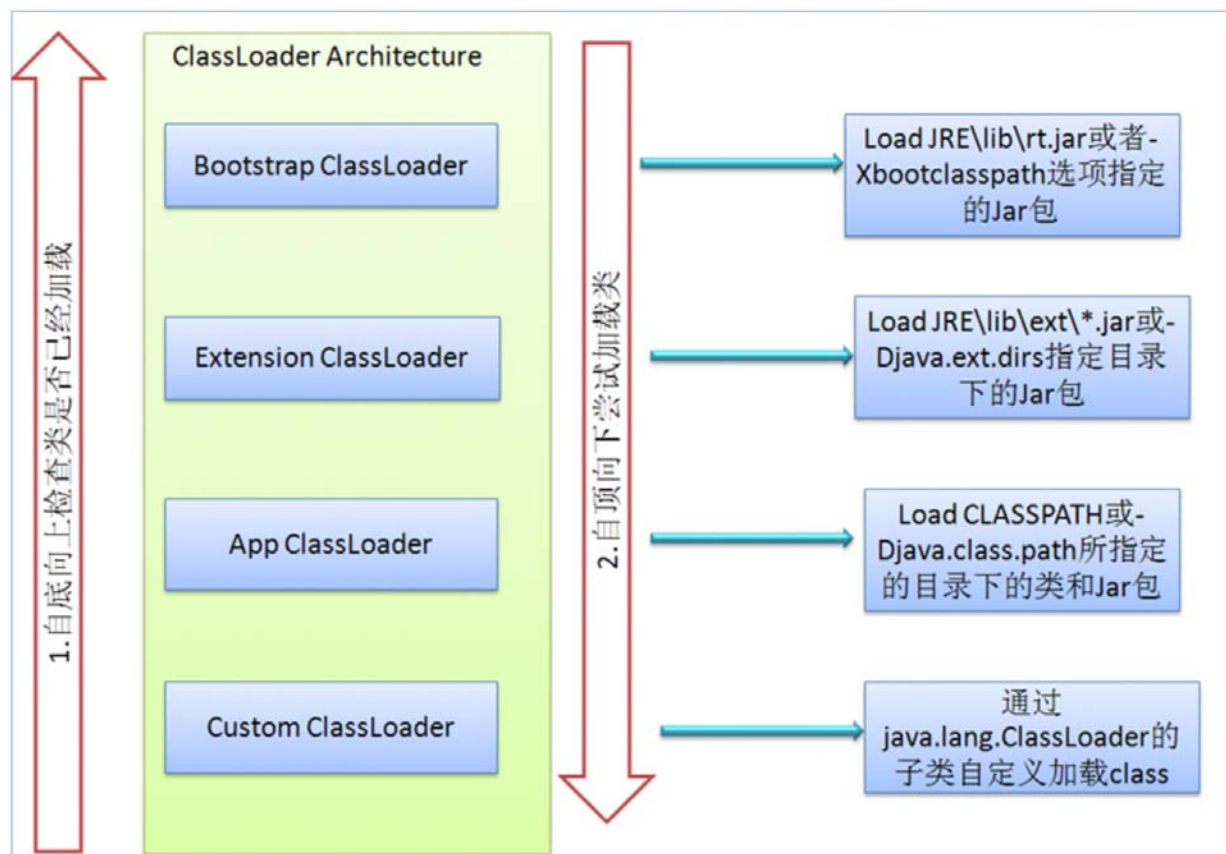 ClassLoader Architecture
1.自底向上检查类是否已经加载
2.自顶向下尝试加载类
Bootstrap ClassLoader
Load JRE\lib\rt.jar或者-
Xbootclasspath选项指定
的Jar包
Extension ClassLoader
Load JRE\lib\ext\*.jar或-
Djava.ext.dirs指定目录
下的Jar包
App ClassLoader
Load CLASSPATH或-
Djava.class.path所指定
的目录下的类和Jar包
Custom ClassLoader
通过
java.lang.ClassLoader的
子类自定义加载class